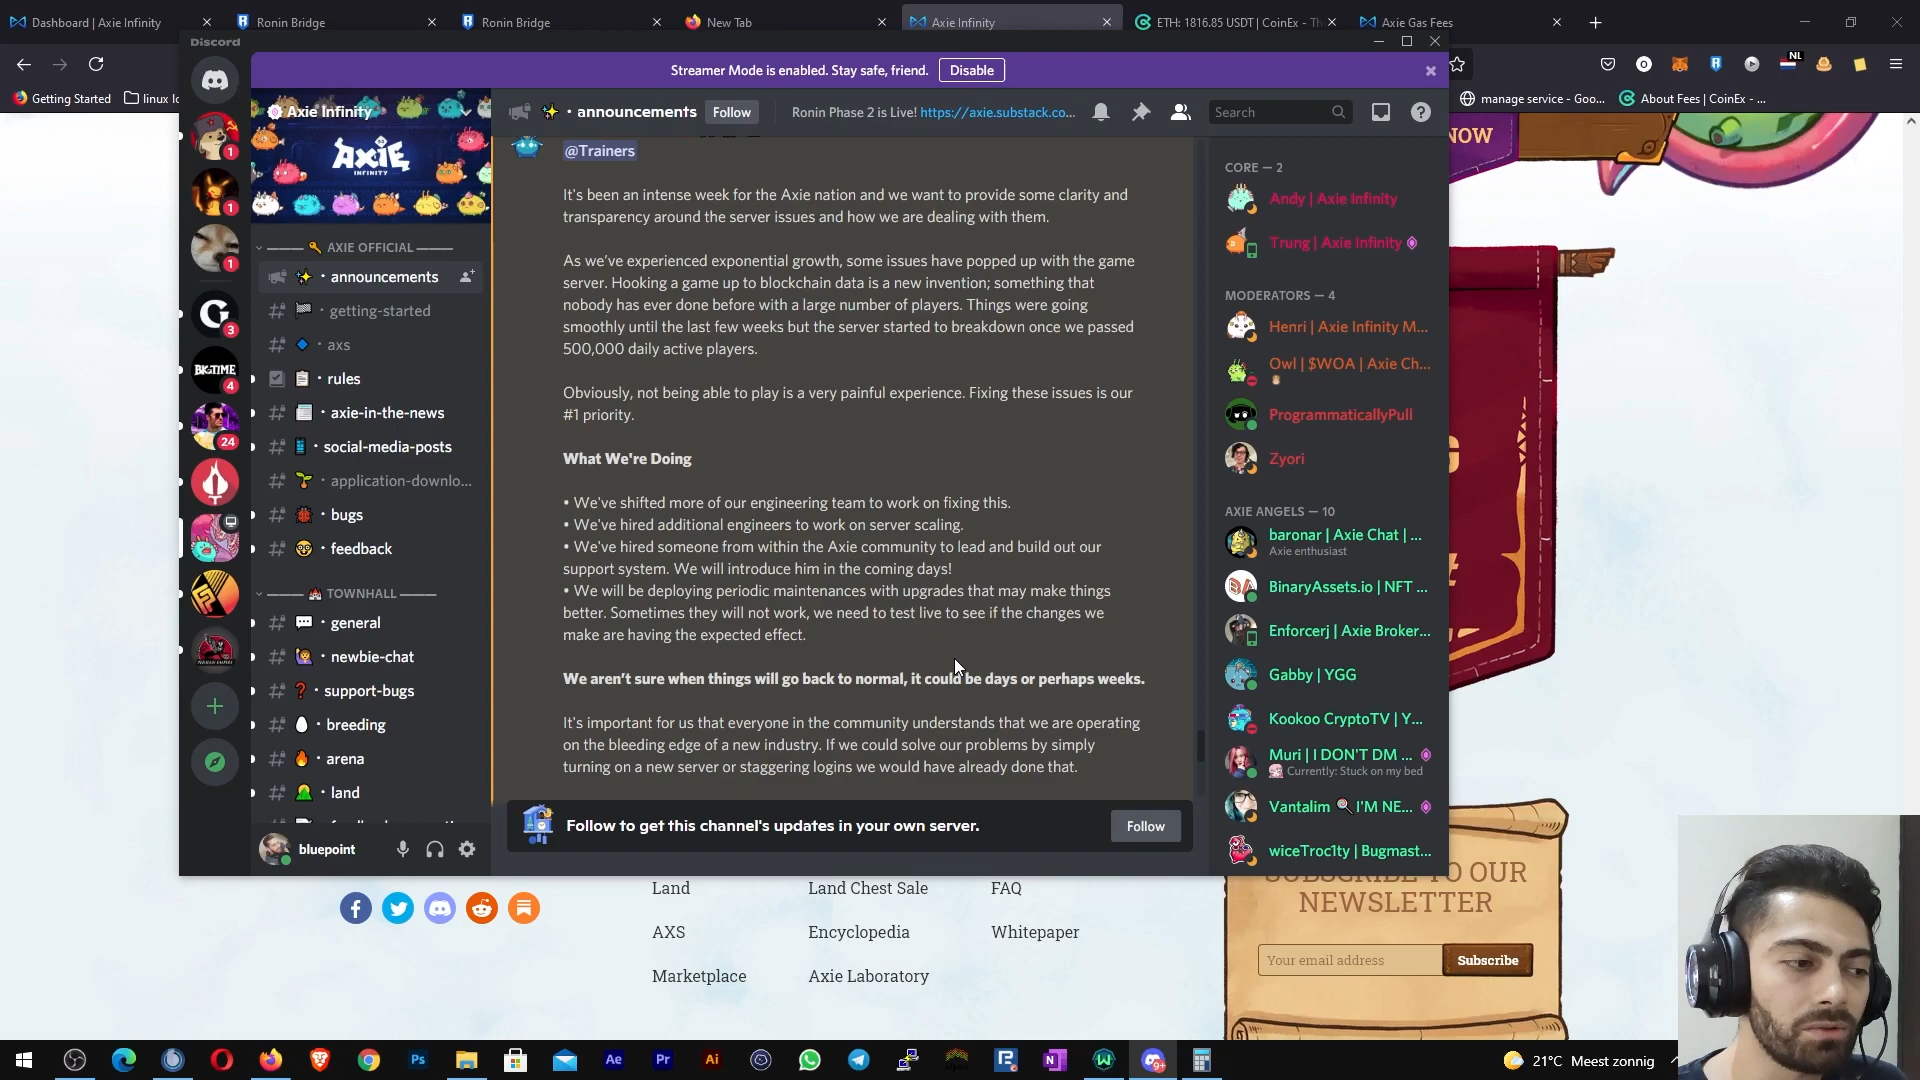 Dashboard | Axie Infinity
Ronin Bridge
Ronin Bridge
New Tab
Axie Infinity
ETH: 1816.85 USDT | CoinEx - Th
Axie Gas Fees
Discord
Streamer Mode is enabled. Stay safe, friend.
Disable
NL
Getting Started
linux lo
manage service - Goo...
About Fees | CoinEx - ...
Axie Infinity
AXIE
INFINITY
· announcements
Follow
Ronin Phase 2 is Live! https://axie.substack.co...
Search
NOW
AXIE OFFICIAL
· announcements
· getting-started
· axs
· rules
· axie-in-the-news
· social-media-posts
· application-downlo...
· bugs
· feedback
TOWNHALL
· general
· newbie-chat
· support-bugs
· breeding
· arena
· land
bluepoint
1
1
1
3
BIGTIME
4
24
@Trainers
It's been an intense week for the Axie nation and we want to provide some clarity and
transparency around the server issues and how we are dealing with them.
As we've experienced exponential growth, some issues have popped up with the game
server. Hooking a game up to blockchain data is a new invention; something that
nobody has ever done before with a large number of players. Things were going
smoothly until the last few weeks but the server started to breakdown once we passed
500,000 daily active players.
Obviously, not being able to play is a very painful experience. Fixing these issues is our
#1 priority.
What We're Doing
• We've shifted more of our engineering team to work on fixing this.
• We've hired additional engineers to work on server scaling.
• We've hired someone from within the Axie community to lead and build out our
support system. We will introduce him in the coming days!
• We will be deploying periodic maintenances with upgrades that may make things
better. Sometimes they will not work, we need to test live to see if the changes we
make are having the expected effect.
We aren't sure when things will go back to normal, it could be days or perhaps weeks.
It's important for us that everyone in the community understands that we are operating
on the bleeding edge of a new industry. If we could solve our problems by simply
turning on a new server or staggering logins we would have already done that.
Follow to get this channel's updates in your own server.
Follow
CORE — 2
Andy | Axie Infinity
Trung | Axie Infinity
MODERATORS — 4
Henri | Axie Infinity M...
Owl | $WOA | Axie Ch...
ProgrammaticallyPull
Zyori
AXIE ANGELS — 10
baronar | Axie Chat | ...
Axie enthusiast
BinaryAssets.io | NFT ...
Enforcerj | Axie Broker...
Gabby | YGG
Kookoo CryptoTV | Y...
Muri | I DON'T DM ...
Currently: Stuck on my bed
Vantalim 🔍 I'M NE...
wiceTroc1ty | Bugmast...
Land
Land Chest Sale
FAQ
AXS
Encyclopedia
Whitepaper
Marketplace
Axie Laboratory
SUBSCRIBE TO OUR
NEWSLETTER
Your email address
Subscribe
Ps
Ae
Pr
Ai
9+
21°C Meest zonnig